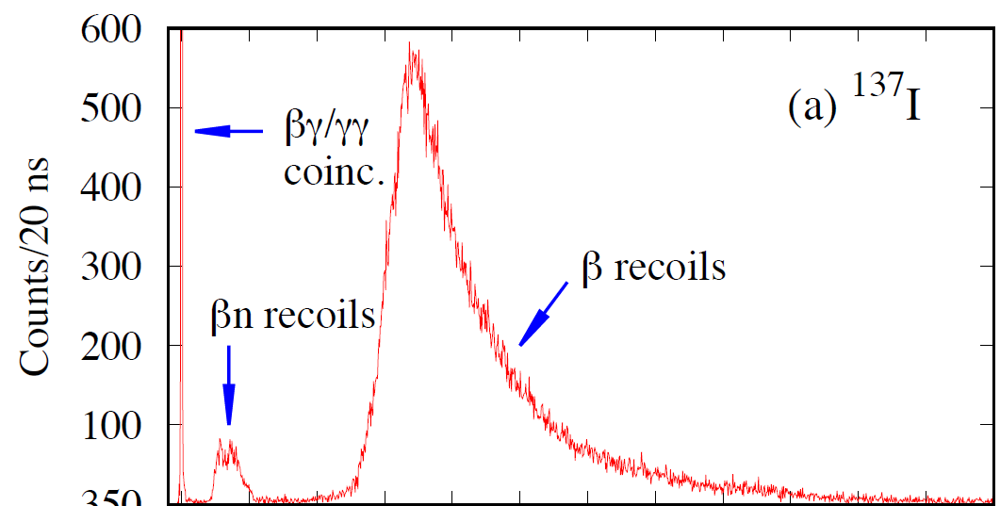 600
(a) ¹³⁷I
500
βγ/γγ
coinc.
400
300
β recoils
βn recoils
200
100
350
Counts/20 ns